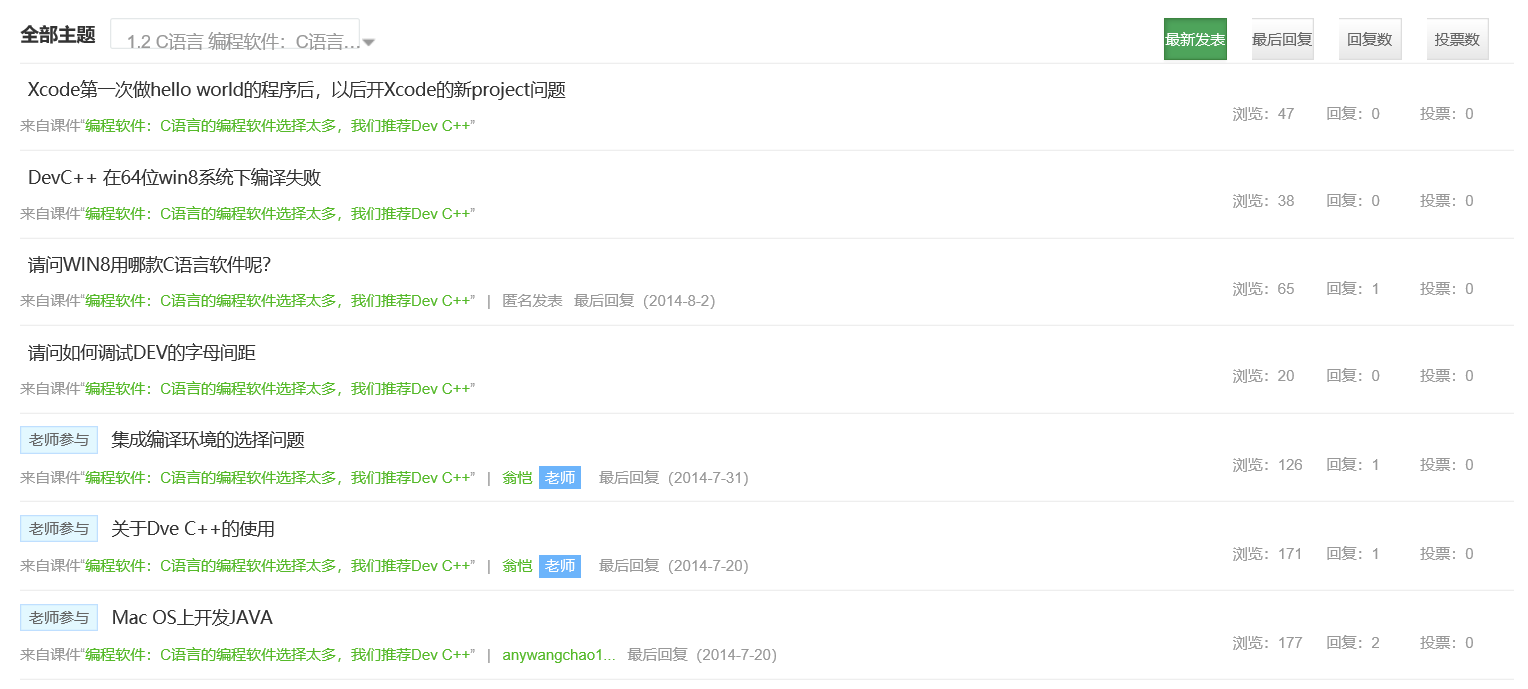 全部主题 1.2 C语言 编程软件：C语言... 最新发表 最后回复 回复数 投票数
Xcode第一次做hello world的程序后，以后开Xcode的新project问题
来自课件“编程软件：C语言的编程软件选择太多，我们推荐Dev C++” 浏览：47 回复：0 投票：0
DevC++ 在64位win8系统下编译失败
来自课件“编程软件：C语言的编程软件选择太多，我们推荐Dev C++” 浏览：38 回复：0 投票：0
请问WIN8用哪款C语言软件呢？
来自课件“编程软件：C语言的编程软件选择太多，我们推荐Dev C++” | 匿名发表 最后回复 (2014-8-2) 浏览：65 回复：1 投票：0
请问如何调试DEV的字母间距
来自课件“编程软件：C语言的编程软件选择太多，我们推荐Dev C++” 浏览：20 回复：0 投票：0
老师参与 集成编译环境的选择问题
来自课件“编程软件：C语言的编程软件选择太多，我们推荐Dev C++” | 翁恺 老师 最后回复 (2014-7-31) 浏览：126 回复：1 投票：0
老师参与 关于Dve C++的使用
来自课件“编程软件：C语言的编程软件选择太多，我们推荐Dev C++” | 翁恺 老师 最后回复 (2014-7-20) 浏览：171 回复：1 投票：0
老师参与 Mac OS上开发JAVA
来自课件“编程软件：C语言的编程软件选择太多，我们推荐Dev C++” | anywangchao1... 最后回复 (2014-7-20) 浏览：177 回复：2 投票：0